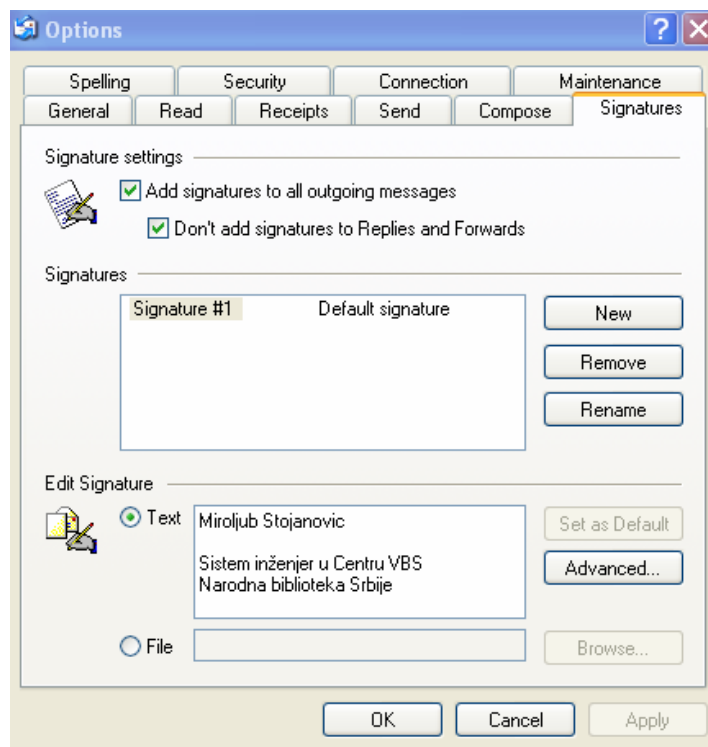 Options
Spelling Security Connection Maintenance
General Read Receipts Send Compose Signatures
Signature settings
Add signatures to all outgoing messages
Don't add signatures to Replies and Forwards
Signatures
Signature #1 Default signature
New
Remove
Rename
Edit Signature
Text
Miroljub Stojanovic
Sistem inženjer u Centru VBS
Narodna biblioteka Srbije
Set as Default
Advanced...
File
Browse...
OK Cancel Apply